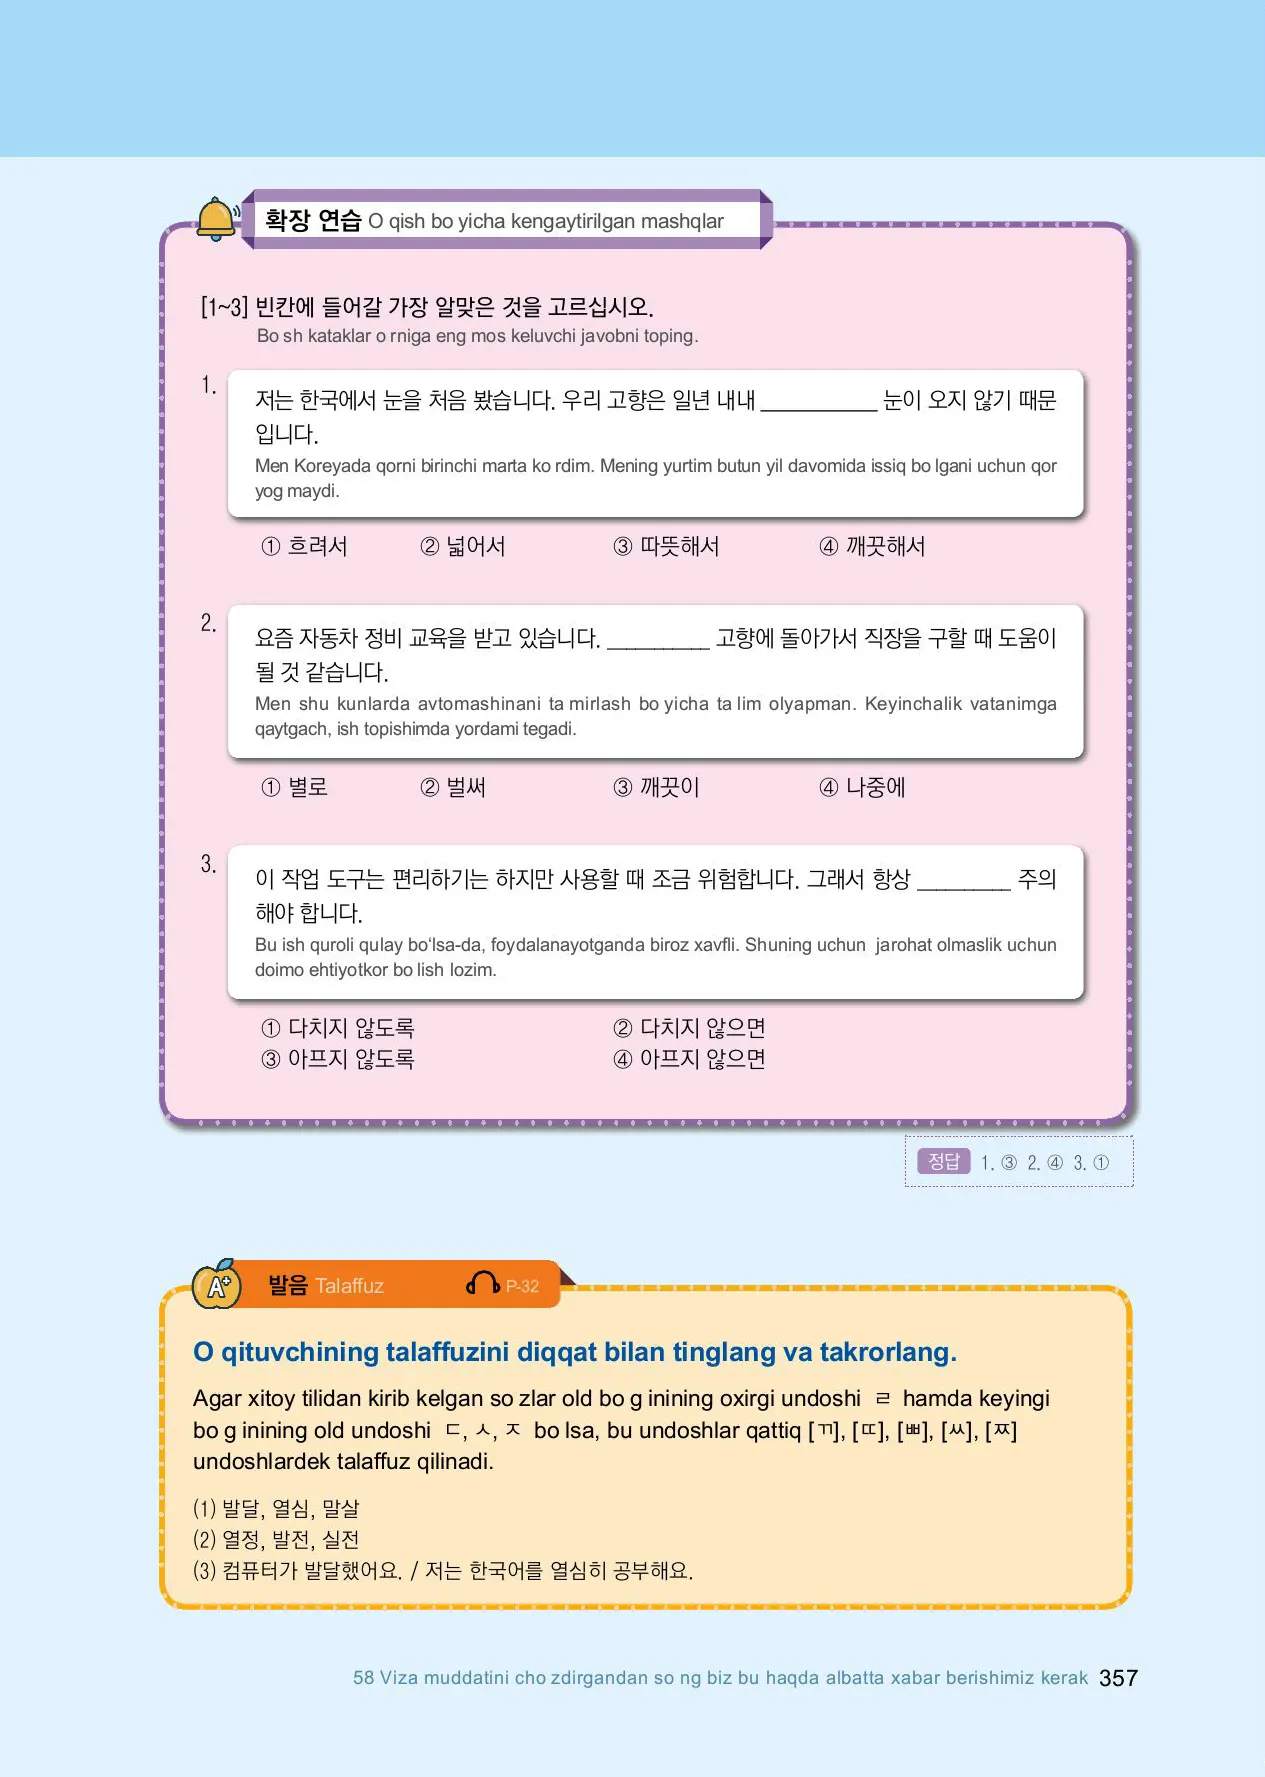 확장 연습 O qish bo yicha kengaytirilgan mashqlar
[1~3] 빈칸에 들어갈 가장 알맞은 것을 고르십시오.
Bo sh kataklar o rniga eng mos keluvchi javobni toping.
1.
저는 한국에서 눈을 처음 봤습니다. 우리 고향은 일년 내내 __________ 눈이 오지 않기 때문
입니다.
Men Koreyada qorni birinchi marta ko rdim. Mening yurtim butun yil davomida issiq bo lgani uchun qor
yog maydi.
① 흐려서 ② 넓어서 ③ 따뜻해서 ④ 깨끗해서
2.
요즘 자동차 정비 교육을 받고 있습니다. __________ 고향에 돌아가서 직장을 구할 때 도움이
될 것 같습니다.
Men shu kunlarda avtomashinani ta mirlash bo yicha ta lim olyapman. Keyinchalik vatanimga
qaytgach, ish topishimda yordami tegadi.
① 별로 ② 벌써 ③ 깨끗이 ④ 나중에
3.
이 작업 도구는 편리하기는 하지만 사용할 때 조금 위험합니다. 그래서 항상 __________ 주의
해야 합니다.
Bu ish quroli qulay bo‘lsa-da, foydalanayotganda biroz xavfli. Shuning uchun jarohat olmaslik uchun
doimo ehtiyotkor bo lish lozim.
① 다치지 않도록 ② 다치지 않으면
③ 아프지 않도록 ④ 아프지 않으면
정답 1. ③ 2. ④ 3. ①
A+ 발음 Talaffuz P-32
O qituvchining talaffuzini diqqat bilan tinglang va takrorlang.
Agar xitoy tilidan kirib kelgan so zlar old bo g inining oxirgi undoshi ㄹ hamda keyingi
bo g inining old undoshi ㄷ, ㅅ, ㅈ bo lsa, bu undoshlar qattiq [ㄲ], [ㄸ], [ㅃ], [ㅆ], [ㅉ]
undoshlardek talaffuz qilinadi.
(1) 발달, 열심, 말살
(2) 열정, 발전, 실전
(3) 컴퓨터가 발달했어요. / 저는 한국어를 열심히 공부해요.
58 Viza muddatini cho zdirgandan so ng biz bu haqda albatta xabar berishimiz kerak 357